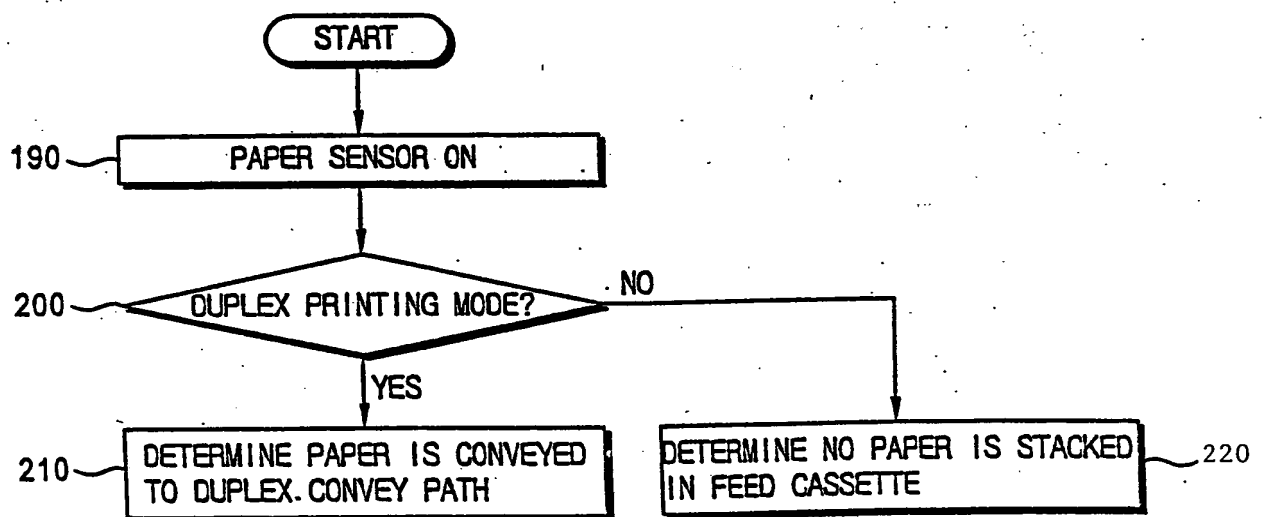 START
190
PAPER SENSOR ON
200
DUPLEX PRINTING MODE?
NO
YES
210
DETERMINE PAPER IS CONVEYED
TO DUPLEX.CONVEY PATH
DETERMINE NO PAPER IS STACKED
IN FEED CASSETTE
220